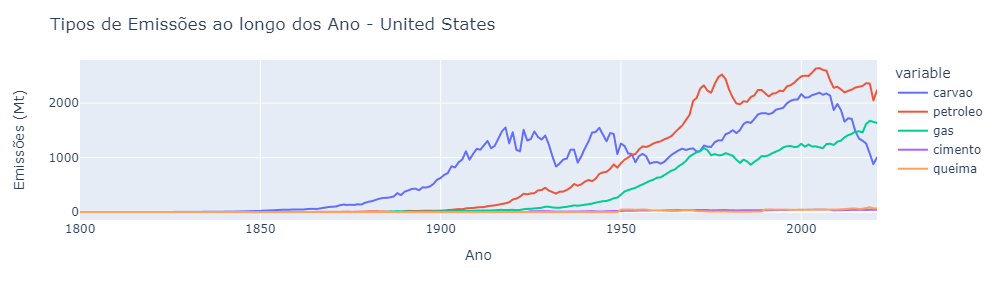 Tipos de Emissões ao longo dos Ano - United States
Emissões (Mt)
2000
1000
0
1800
1850
1900
1950
2000
Ano
variable
carvao
petroleo
gas
cimento
queima